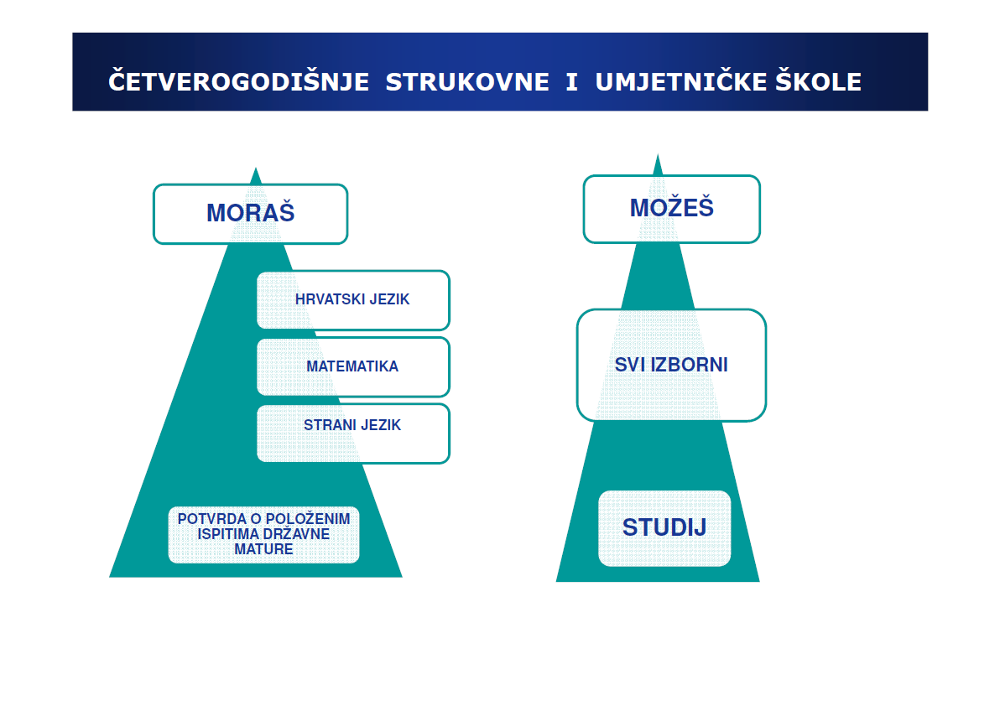 ČETVEROGODIŠNJE STRUKOVNE I UMJETNIČKE ŠKOLE
MORAŠ
HRVATSKI JEZIK
MATEMATIKA
STRANI JEZIK
POTVRDA O POLOŽENIM
ISPITIMA DRŽAVNE
MATURE
MOŽEŠ
SVI IZBORNI
STUDIJ